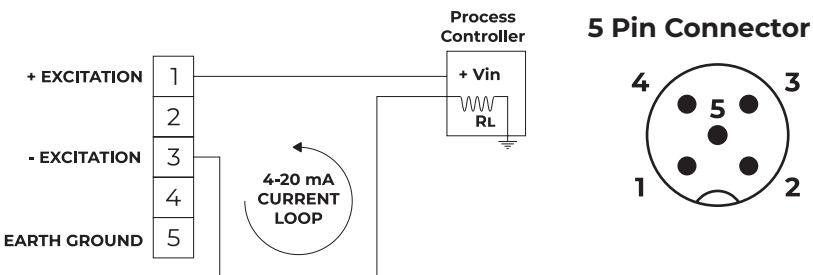 Process
Controller
5 Pin Connector
+ EXCITATION 1
+ Vin
RL
2
- EXCITATION 3
4
EARTH GROUND 5
4-20 mA
CURRENT
LOOP
4 3
5
1 2